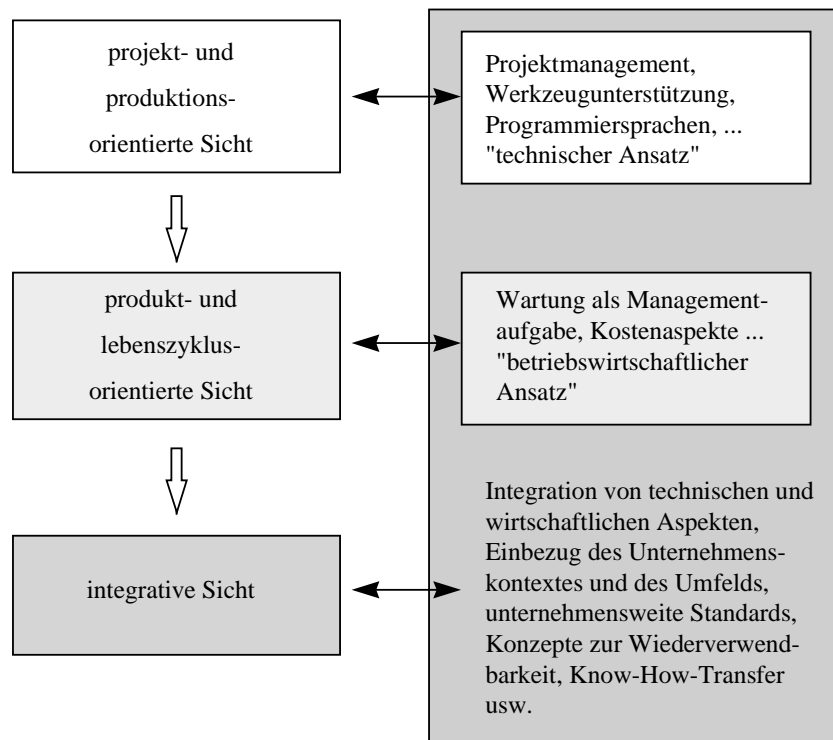 projekt- und
produktions-
orientierte Sicht
Projektmanagement,
Werkzeugunterstützung,
Programmiersprachen, ...
"technischer Ansatz"
produkt- und
lebenszyklus-
orientierte Sicht
Wartung als Management-
aufgabe, Kostenaspekte ...
"betriebswirtschaftlicher
Ansatz"
integrative Sicht
Integration von technischen und
wirtschaftlichen Aspekten,
Einbezug des Unternehmens-
kontextes und des Umfelds,
unternehmensweite Standards,
Konzepte zur Wiederverwend-
barkeit, Know-How-Transfer
usw.